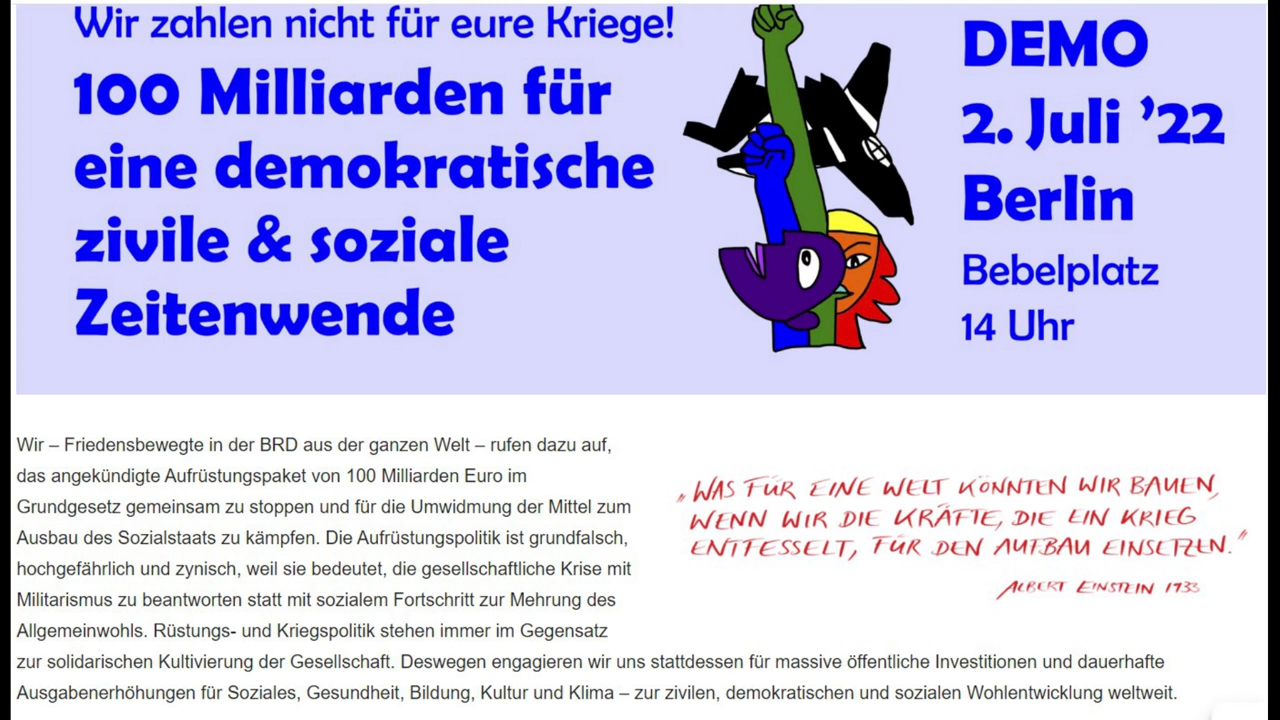 Wir zahlen nicht für eure Kriege!
100 Milliarden für
eine demokratische
zivile & soziale
Zeitenwende
DEMO
2. Juli ’22
Berlin
Bebelplatz
14 Uhr
Wir – Friedensbewegte in der BRD aus der ganzen Welt – rufen dazu auf,
das angekündigte Aufrüstungspaket von 100 Milliarden Euro im
Grundgesetz gemeinsam zu stoppen und für die Umwidmung der Mittel zum
Ausbau des Sozialstaats zu kämpfen. Die Aufrüstungspolitik ist grundfalsch,
hochgefährlich und zynisch, weil sie bedeutet, die gesellschaftliche Krise mit
Militarismus zu beantworten statt mit sozialem Fortschritt zur Mehrung des
Allgemeinwohls. Rüstungs- und Kriegspolitik stehen immer im Gegensatz
zur solidarischen Kultivierung der Gesellschaft. Deswegen engagieren wir uns stattdessen für massive öffentliche Investitionen und dauerhafte
Ausgabenerhöhungen für Soziales, Gesundheit, Bildung, Kultur und Klima – zur zivilen, demokratischen und sozialen Wohlentwicklung weltweit.
„WAS FÜR EINE WELT KÖNNTEN WIR BAUEN,
WENN WIR DIE KRÄFTE, DIE EIN KRIEG
ENTFESSELT, FÜR DEN AUFBAU EINSETZEN.“
ALBERT EINSTEIN 1933